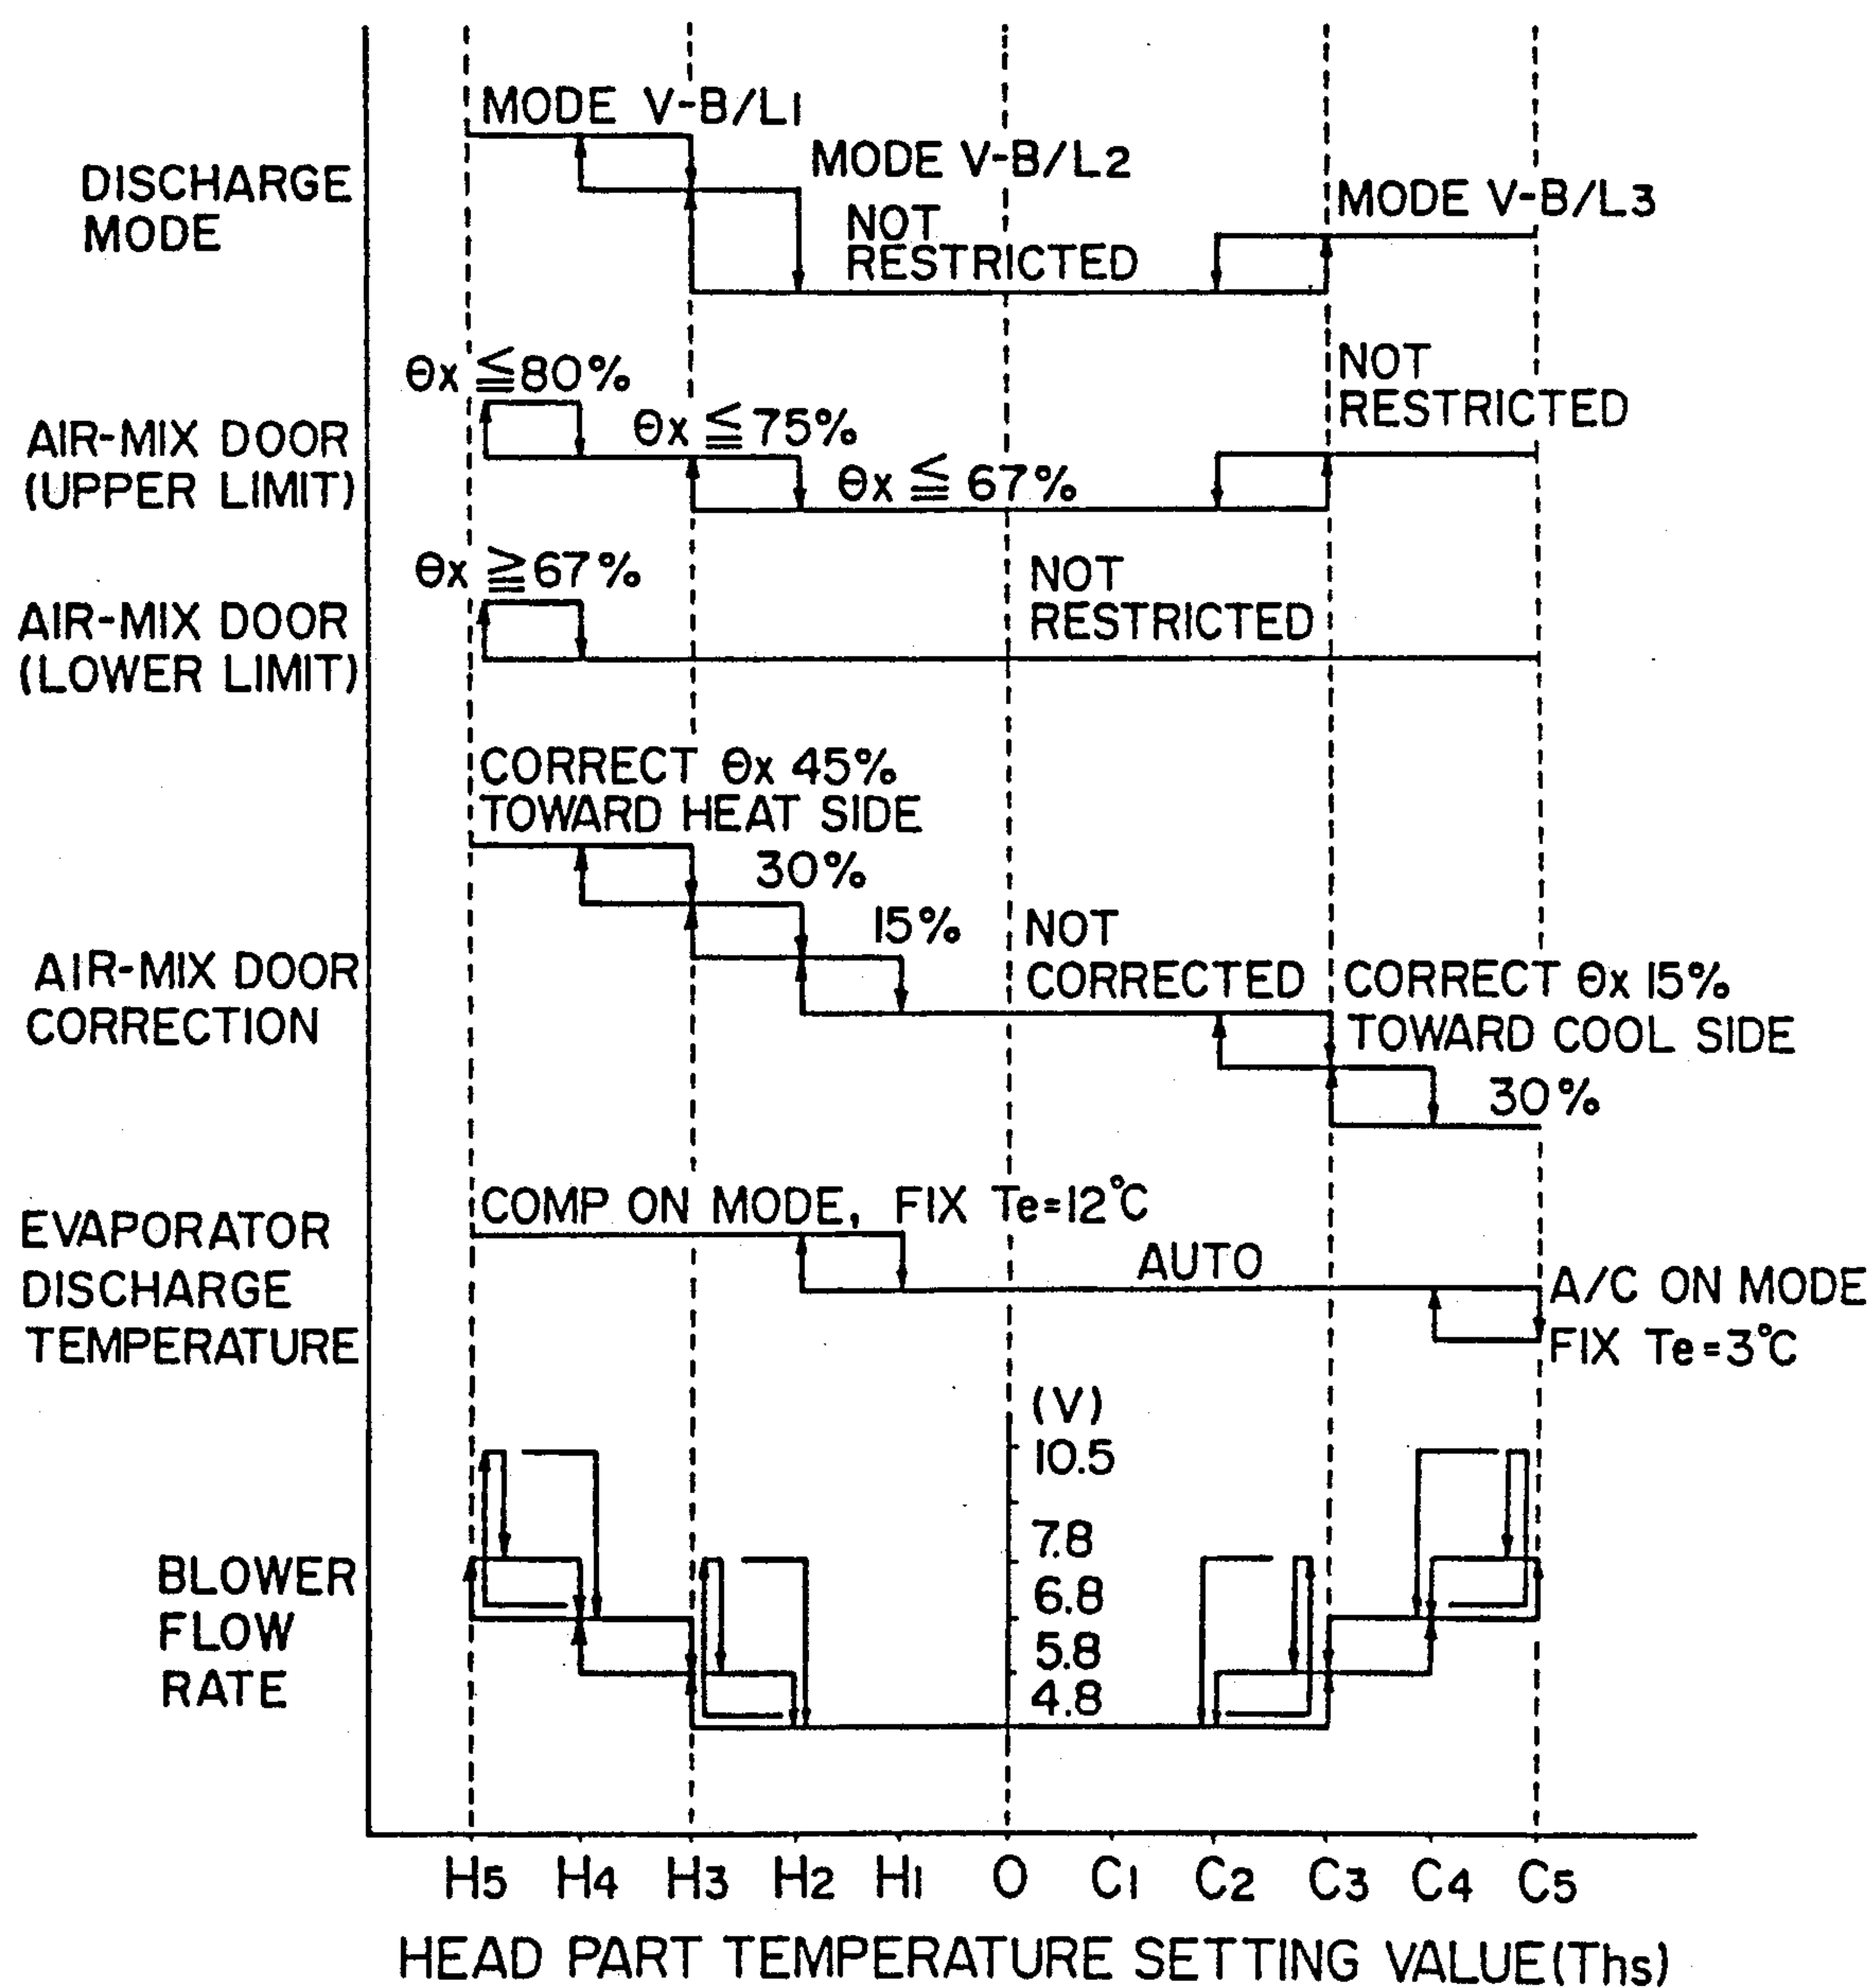 MODE V-B/L1
MODE V-B/L2
DISCHARGE
MODE
NOT
RESTRICTED
MODE V-B/L3
θx ≦80%
NOT
RESTRICTED
AIR-MIX DOOR
(UPPER LIMIT)
θx ≦ 75%
θx ≦ 67%
θx ≧67%
NOT
RESTRICTED
AIR-MIX DOOR
(LOWER LIMIT)
CORRECT θx 45%
TOWARD HEAT SIDE
30%
15%
NOT
CORRECTED
AIR-MIX DOOR
CORRECTION
CORRECT θx 15%
TOWARD COOL SIDE
30%
COMP ON MODE, FIX Te=12°C
EVAPORATOR
DISCHARGE
TEMPERATURE
AUTO
A/C ON MODE
FIX Te=3°C
(V)
10.5
7.8
6.8
5.8
4.8
BLOWER
FLOW
RATE
H5 H4 H3 H2 H1 O C1 C2 C3 C4 C5
HEAD PART TEMPERATURE SETTING VALUE(Ths)